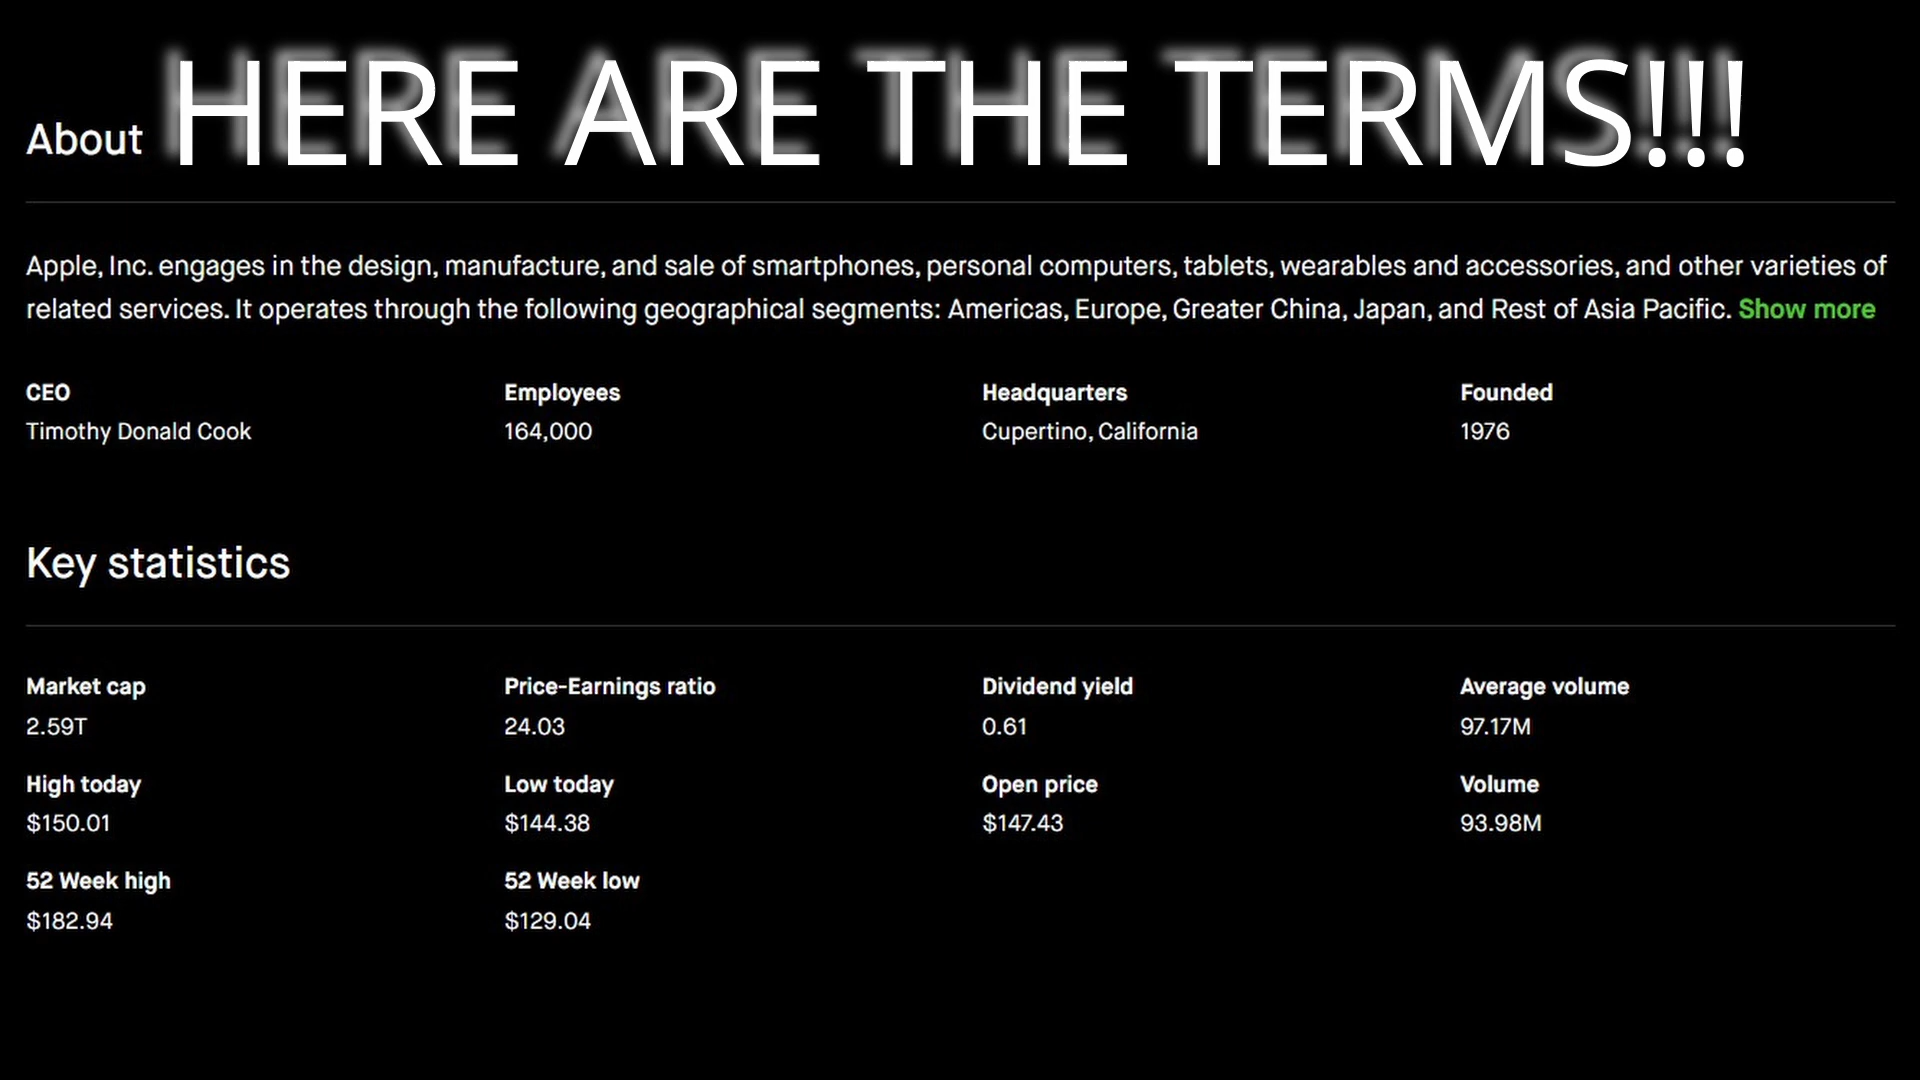 HERE ARE THE TERMS!!!
About
Apple, Inc. engages in the design, manufacture, and sale of smartphones, personal computers, tablets, wearables and accessories, and other varieties of
related services. It operates through the following geographical segments: Americas, Europe, Greater China, Japan, and Rest of Asia Pacific. Show more
CEO Employees Headquarters Founded
Timothy Donald Cook 164,000 Cupertino, California 1976
Key statistics
Market cap Price-Earnings ratio Dividend yield Average volume
2.59T 24.03 0.61 97.17M
High today Low today Open price Volume
$150.01 $144.38 $147.43 93.98M
52 Week high 52 Week low
$182.94 $129.04